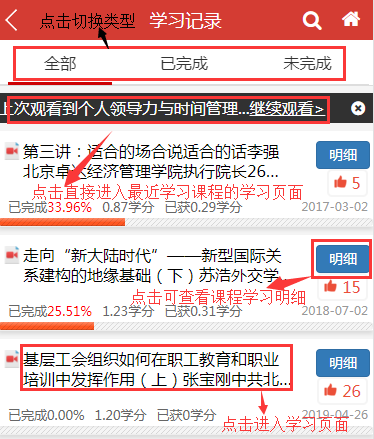 点击切换类型 学习记录
全部 已完成 未完成
上次观看到个人领导力与时间管理...继续观看>
第三讲：适合的场合说适合的话李强
北京卓达经济管理学院执行院长26... 明细
点击直接进入最近学习课程的学习页面 5
已完成33.96% 0.87学分 已获0.29学分 2017-03-02
走向“新大陆时代”——新型国际关
系建构的地缘基础（下）苏浩外交学... 明细
点击可查看课程学习明细 15
已完成25.51% 1.23学分 已获0.31学分 2018-07-02
基层工会组织如何在职工教育和职业
培训中发挥作用（上）张宝刚中共北... 明细
26
已完成0.00% 1.20学分 已获0学分 2019-04-26
点击进入学习页面